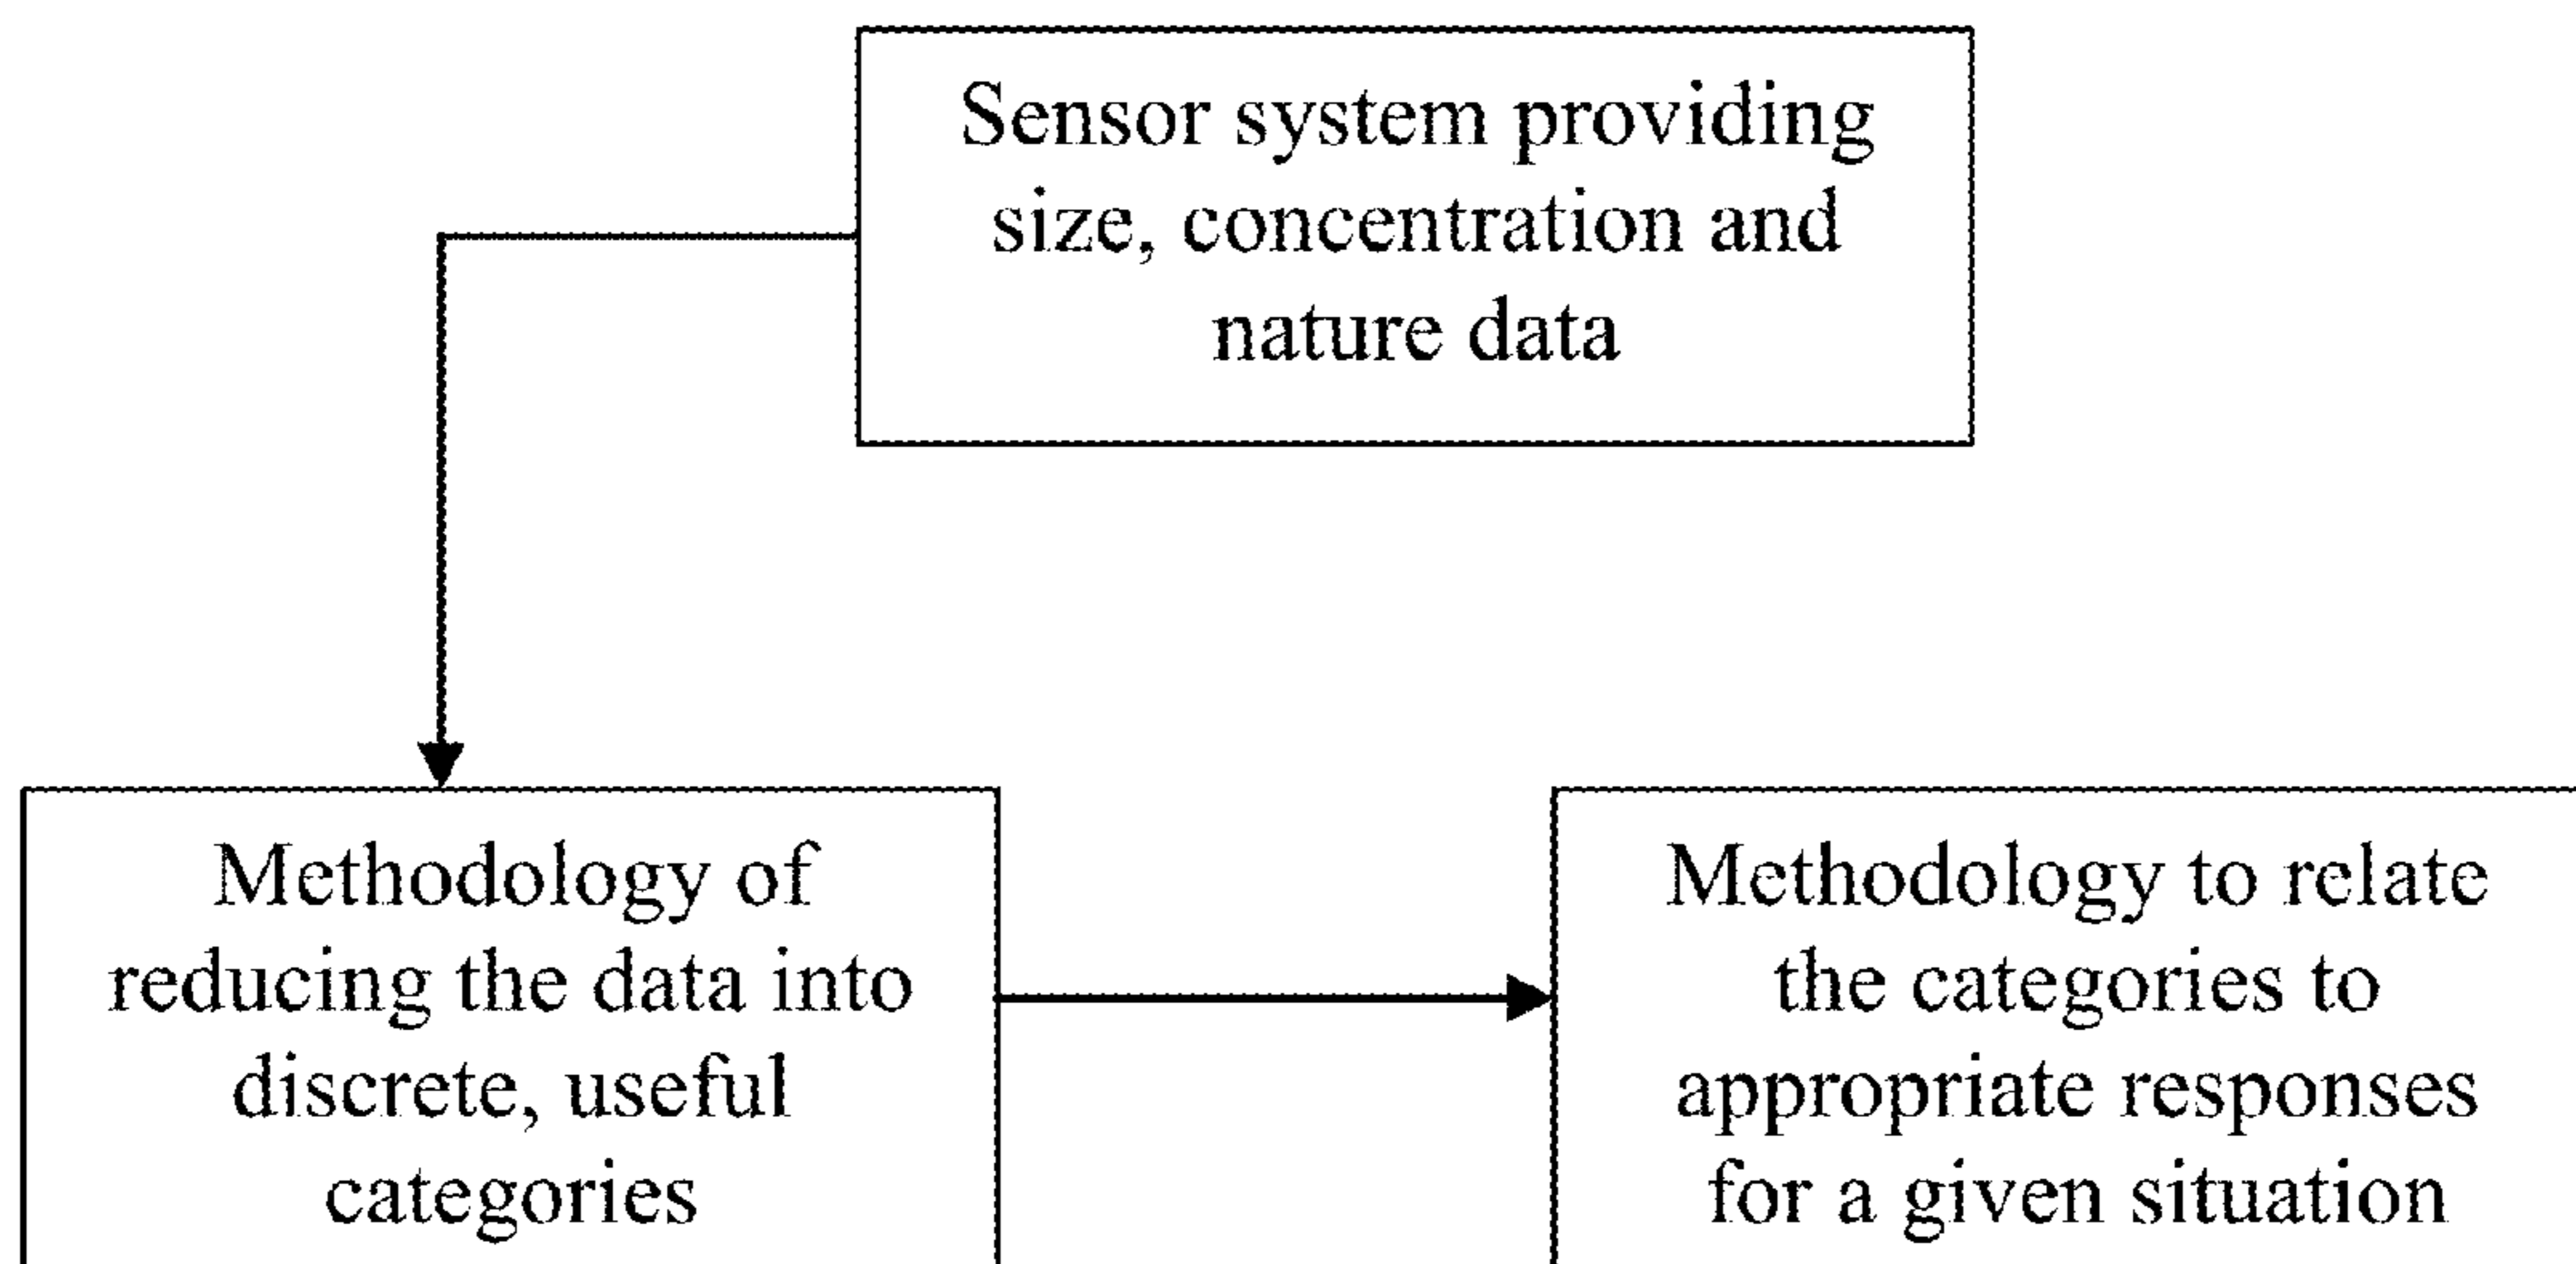 Sensor system providing
size, concentration and
nature data
Methodology of
reducing the data into
discrete, useful
categories
Methodology to relate
the categories to
appropriate responses
for a given situation